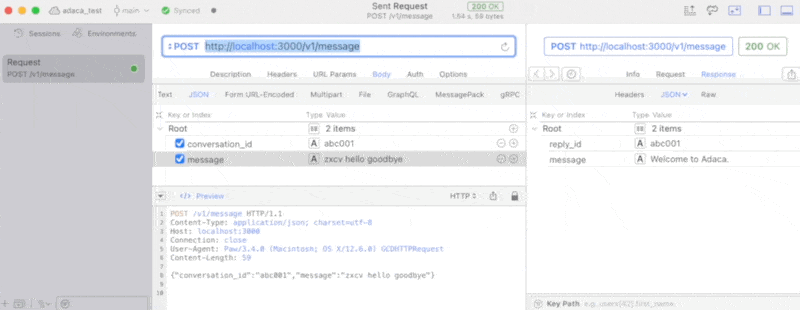 adaca_test
main
Synced
Sent Request
POST /v1/message
200 OK
1.54 s, 59 bytes
Sessions
Environments
Request
POST /v1/message
POST http://localhost:3000/v1/message
Description Headers URL Params Body Auth Options
Text JSON Form URL-Encoded Multipart File GraphQL MessagePack gRPC
Key or Index Type Value
Root 2 items
conversation_id A abc001
message A zxcv hello goodbye
</> Preview HTTP
1 POST /v1/message HTTP/1.1
2 Content-Type: application/json; charset=utf-8
3 Host: localhost:3000
4 Connection: close
5 User-Agent: Paw/3.4.0 (Macintosh; OS X/12.6.0) GCDHTTPRequest
6 Content-Length: 59
7
8 {"conversation_id":"abc001","message":"zxcv hello goodbye"}
9
10
POST http://localhost:3000/v1/message 200 OK
Info Request Response
Headers JSON Raw
Key or Index Type Value
Root 2 items
reply_id A abc001
message A Welcome to Adaca.
Key Path e.g. users[42].first_name